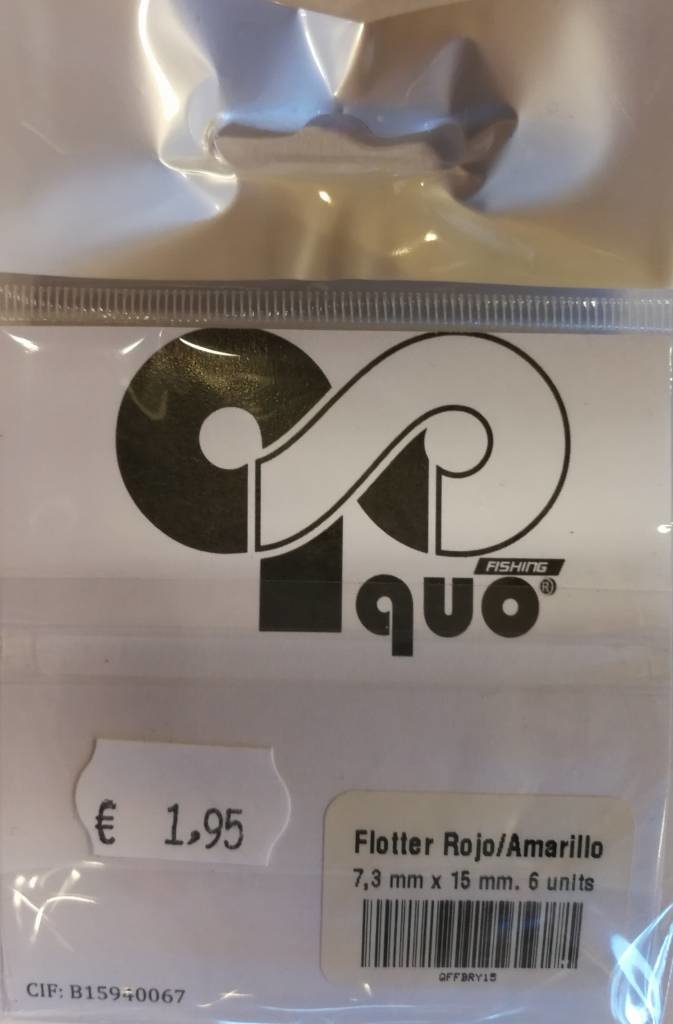 FISHING
quo®
€ 1,95
Flotter Rojo/Amarillo
7,3 mm x 15 mm. 6 units
QFFBRY15
CIF: B15940067